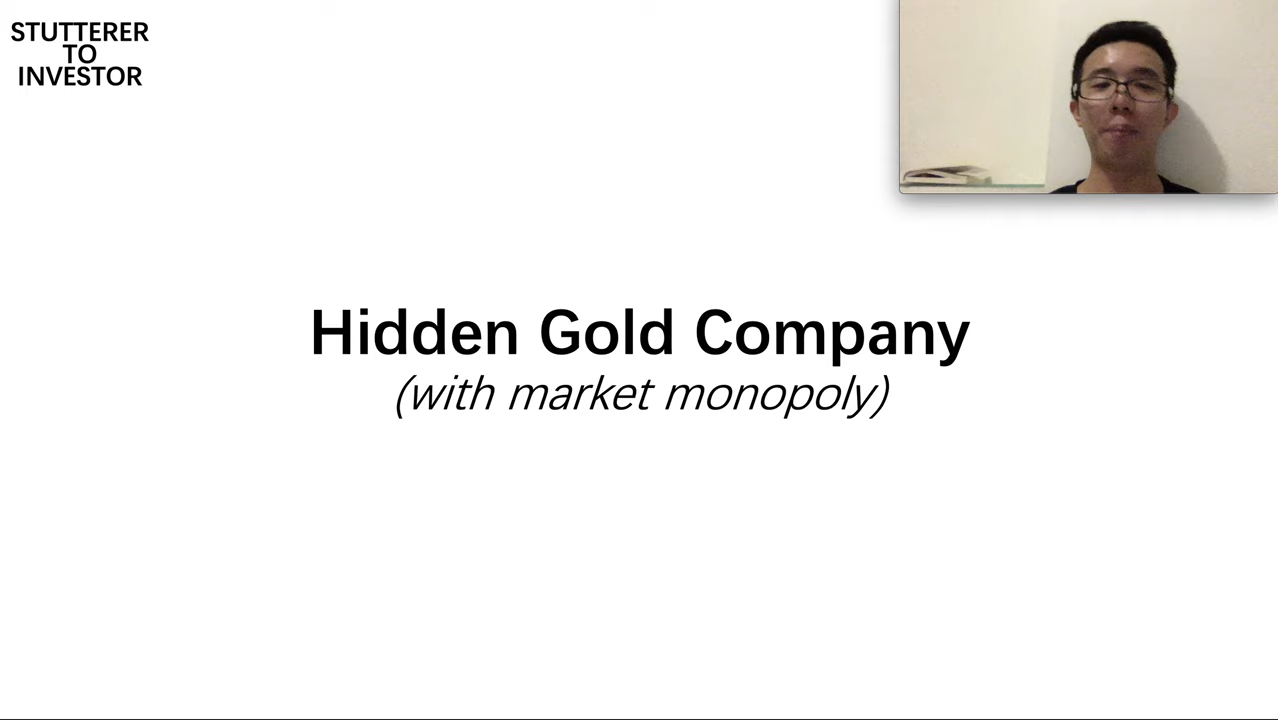 STUTTERER
TO
INVESTOR
Hidden Gold Company
(with market monopoly)